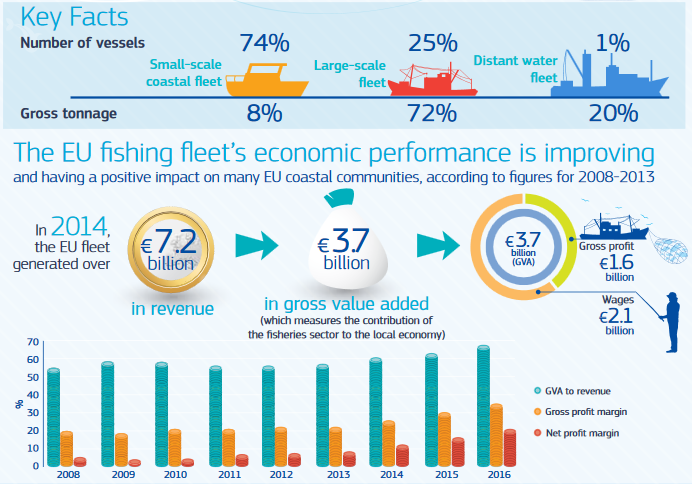 Key Facts
Number of vessels
74%
25%
1%
Small-scale
coastal fleet
Large-scale
fleet
Distant water
fleet
Gross tonnage
8%
72%
20%
The EU fishing fleet's economic performance is improving
and having a positive impact on many EU coastal communities, according to figures for 2008-2013
In 2014,
the EU fleet
generated over
€7.2
billion
in revenue
€3.7
billion
in gross value added
(which measures the contribution of
the fisheries sector to the local economy)
€3.7
billion
(GVA)
Gross profit
€1.6
billion
Wages
€2.1
billion
%
70
60
50
40
30
20
10
0
2008 2009 2010 2011 2012 2013 2014 2015 2016
GVA to revenue
Gross profit margin
Net profit margin